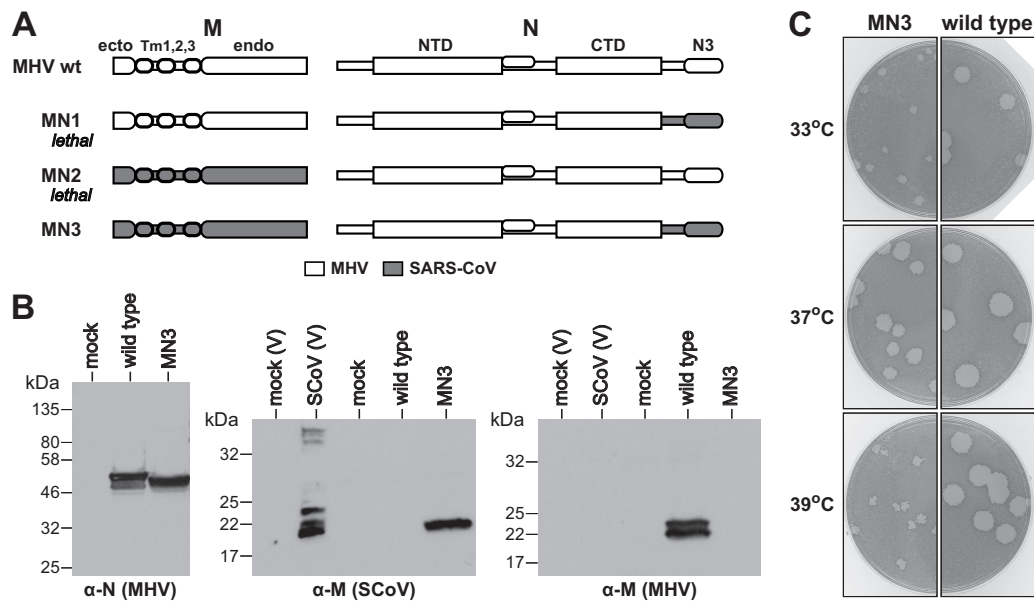 A
M
N
ecto Tm1,2,3 endo
NTD CTD N3
MHV wt
MN1
lethal
MN2
lethal
MN3
MHV SARS-CoV
B
mock
wild type
MN3
kDa
135
80
58
46
32
25
α-N (MHV)
mock (V)
SCoV (V)
mock
wild type
MN3
kDa
32
25
22
17
α-M (SCoV)
mock (V)
SCoV (V)
mock
wild type
MN3
kDa
32
25
22
17
α-M (MHV)
C
MN3 wild type
33°C
37°C
39°C